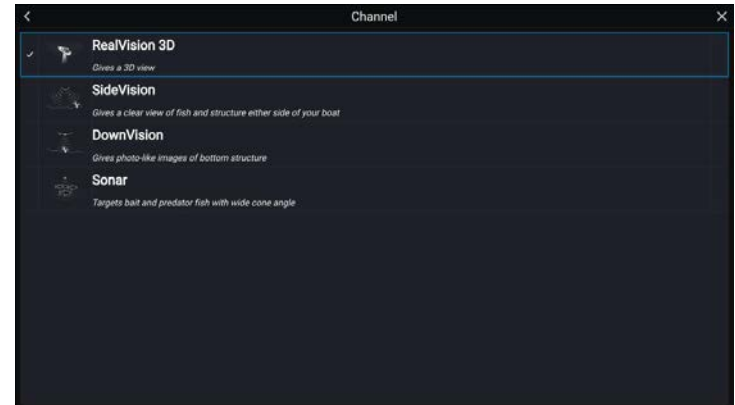 Channel
RealVision 3D
Gives a 3D view
SideVision
Gives a clear view of fish and structure either side of your boat
DownVision
Gives photo-like images of bottom structure
Sonar
Targets bait and predator fish with wide cone angle